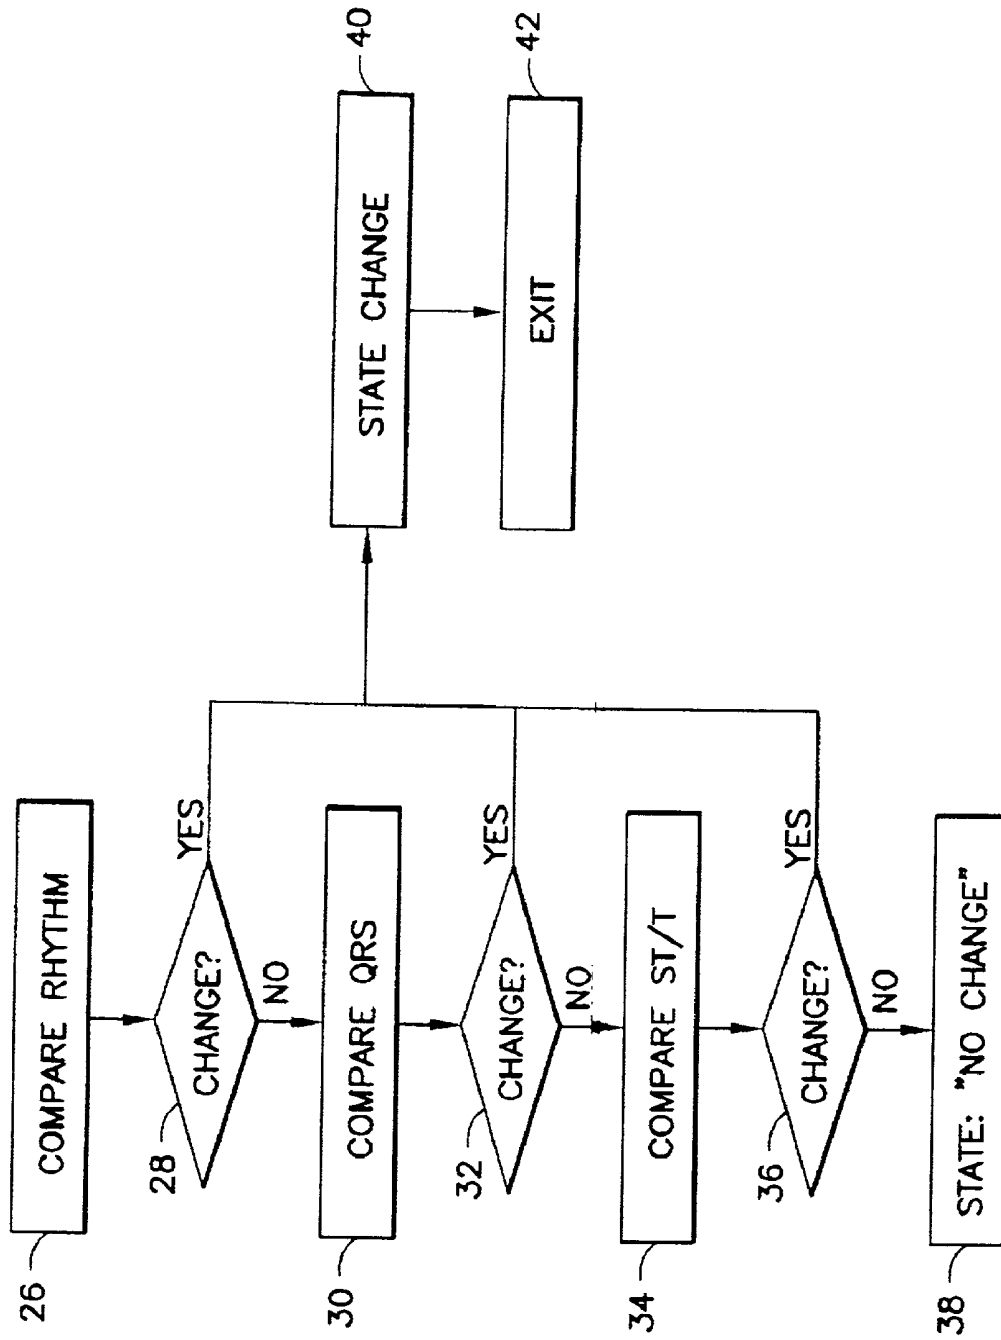 26
COMPARE RHYTHM
28
CHANGE?
YES
NO
30
COMPARE QRS
32
CHANGE?
YES
NO
34
COMPARE ST/T
36
CHANGE?
YES
NO
38
STATE: "NO CHANGE"
40
STATE CHANGE
42
EXIT